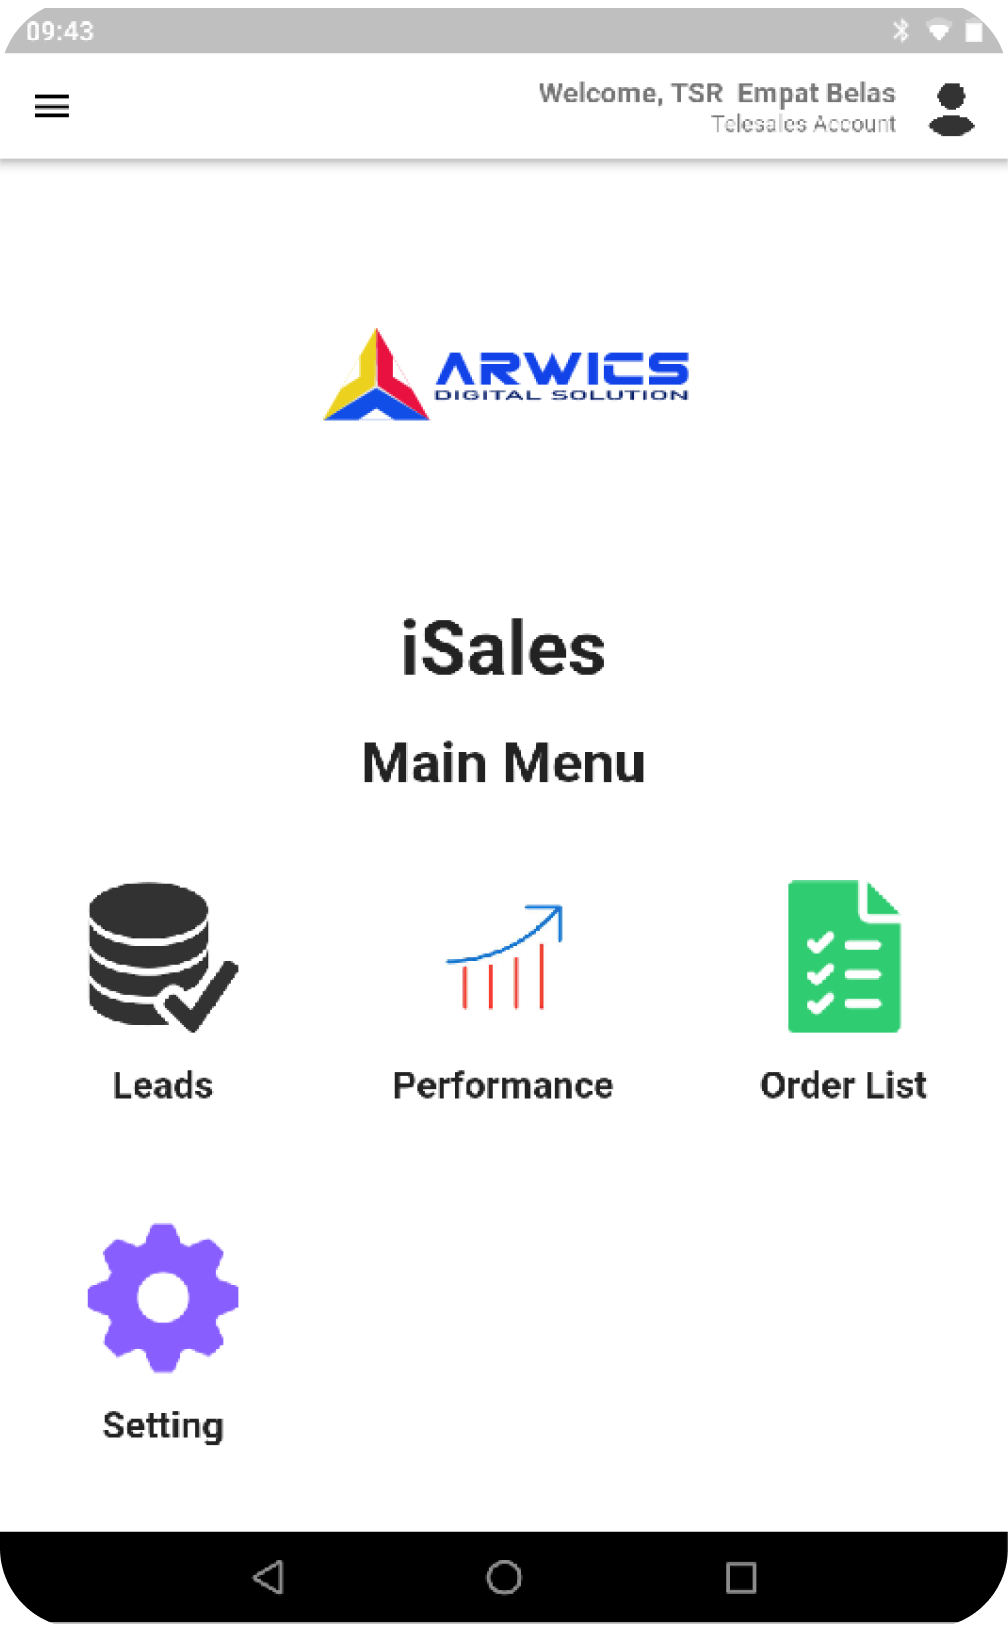 09:43
Welcome, TSR  Empat Belas
Telesales Account
ARWICS
DIGITAL SOLUTION
iSales
Main Menu
Leads
Performance
Order List
Setting